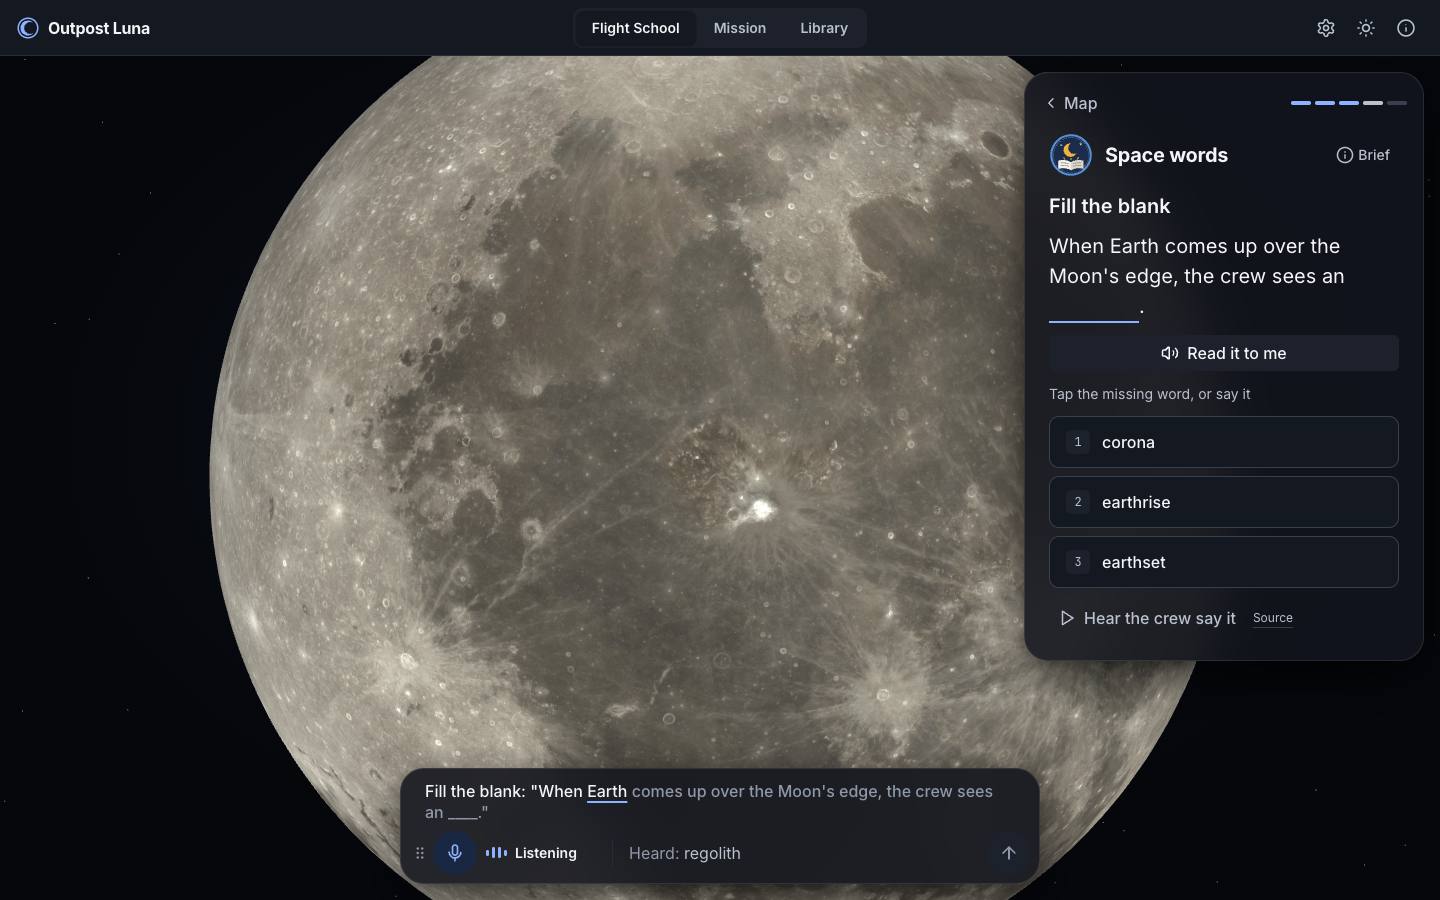 Outpost Luna
Flight School
Mission
Library
Map
Space words
Brief
Fill the blank
When Earth comes up over the
Moon's edge, the crew sees an
________.
Read it to me
Tap the missing word, or say it
1 corona
2 earthrise
3 earthset
Hear the crew say it
Source
Fill the blank: "When Earth comes up over the Moon's edge, the crew sees
an ____."
Listening
Heard: regolith